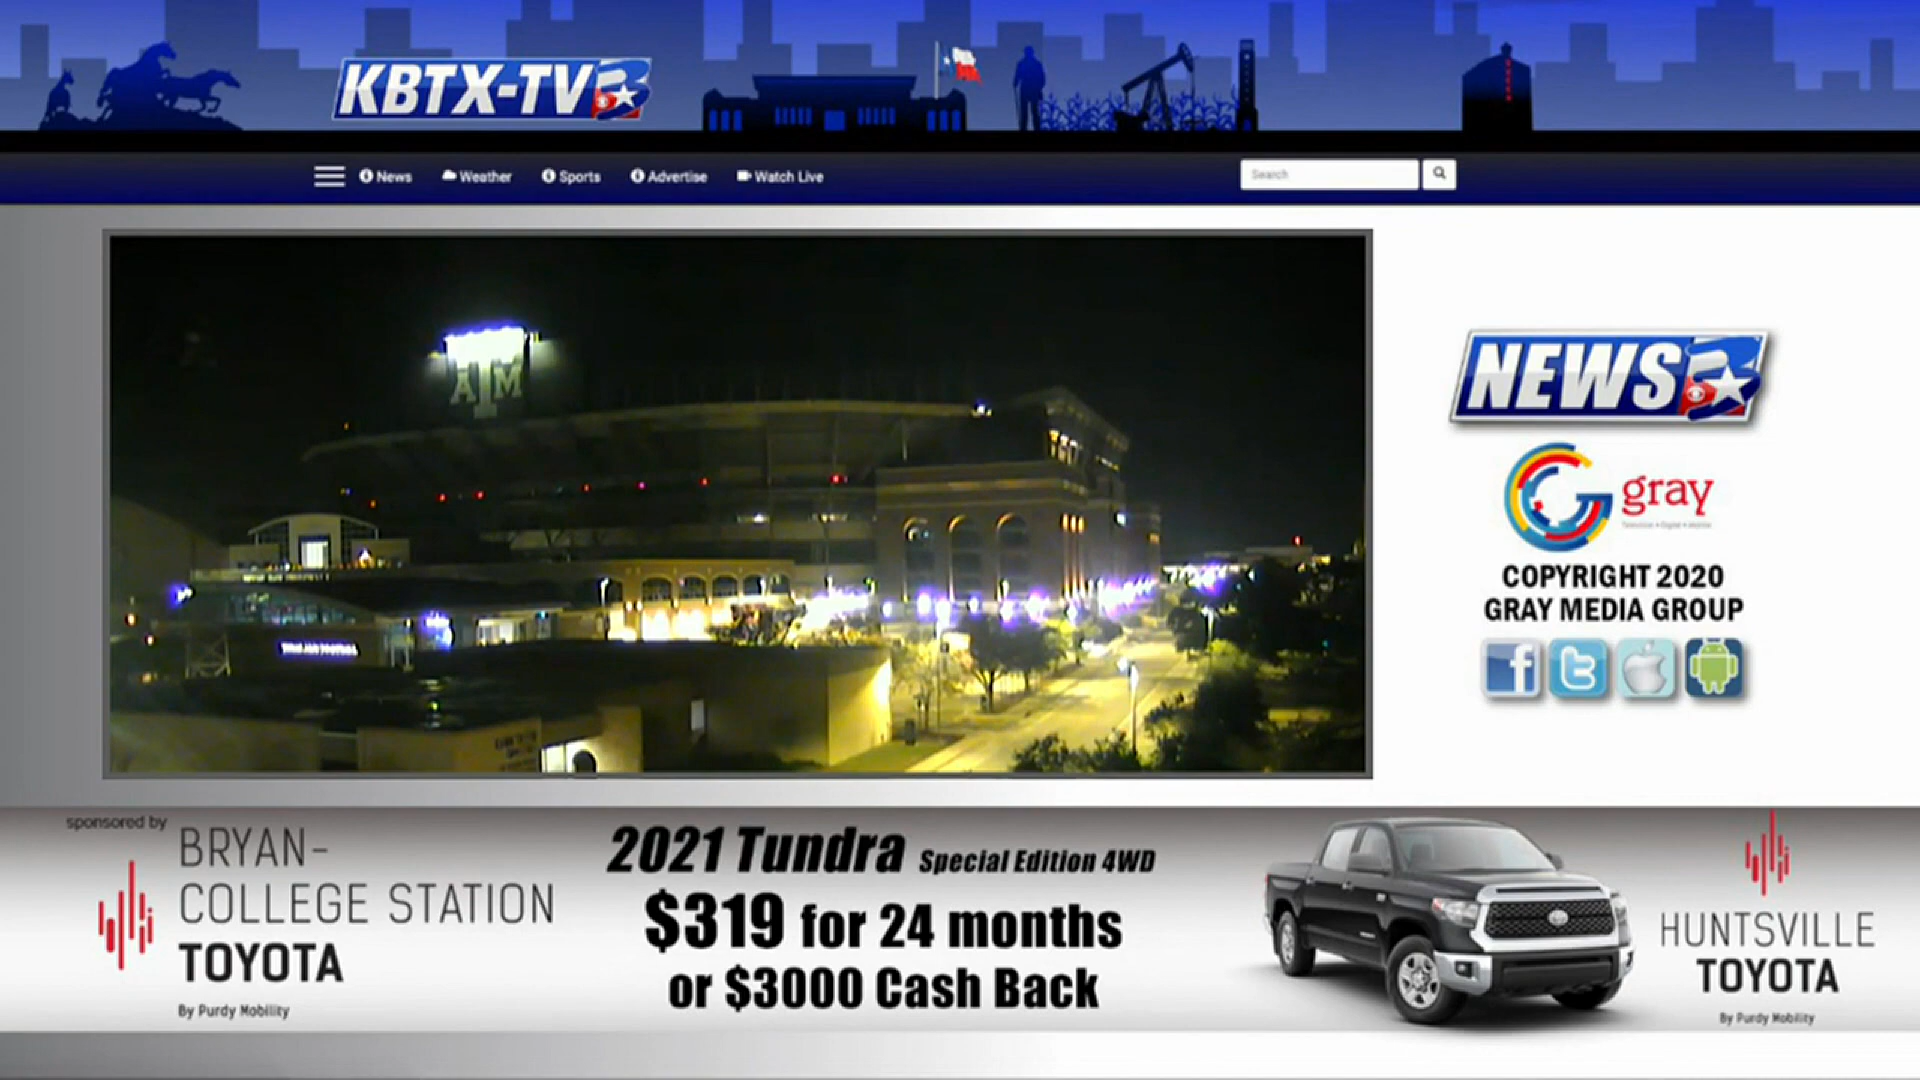 KBTX-TV 3
News
Weather
Sports
Advertise
Watch Live
Search
ATM
NEWS 3
gray
COPYRIGHT 2020
GRAY MEDIA GROUP
sponsored by
BRYAN-
COLLEGE STATION
TOYOTA
By Purdy Mobility
2021 Tundra Special Edition 4WD
$319 for 24 months
or $3000 Cash Back
HUNTSVILLE
TOYOTA
By Purdy Mobility